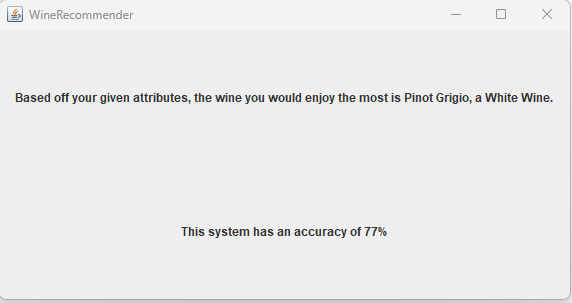 WineRecommender
Based off your given attributes, the wine you would enjoy the most is Pinot Grigio, a White Wine.
This system has an accuracy of 77%